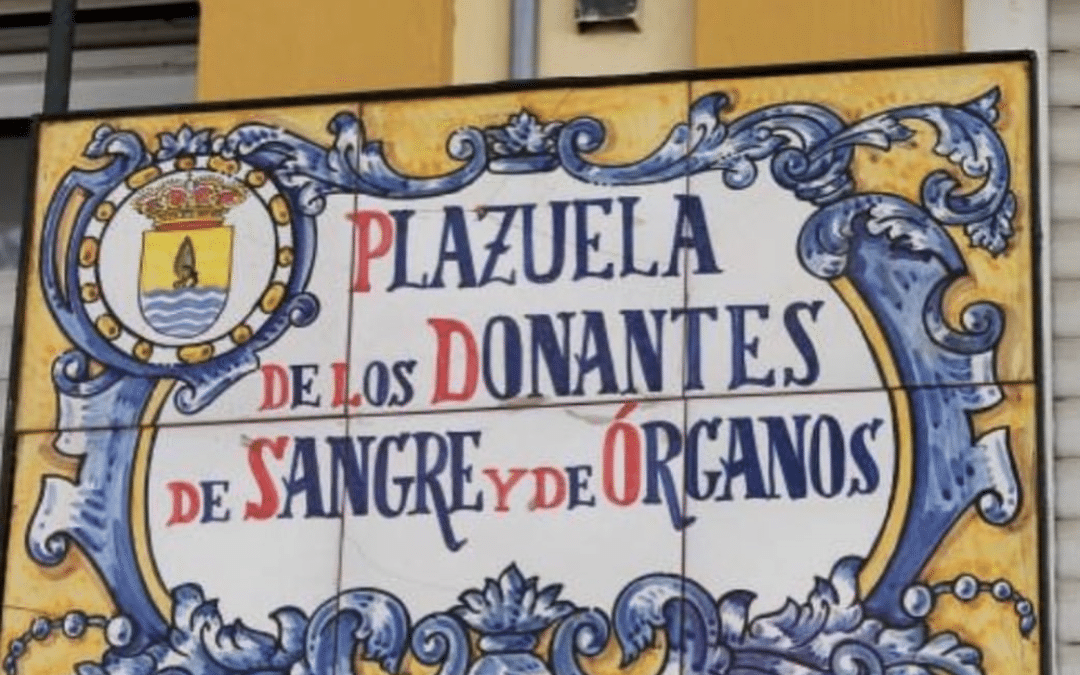 PLAZUELA
DE LOS DONANTES
DE SANGRE Y DE ÓRGANOS